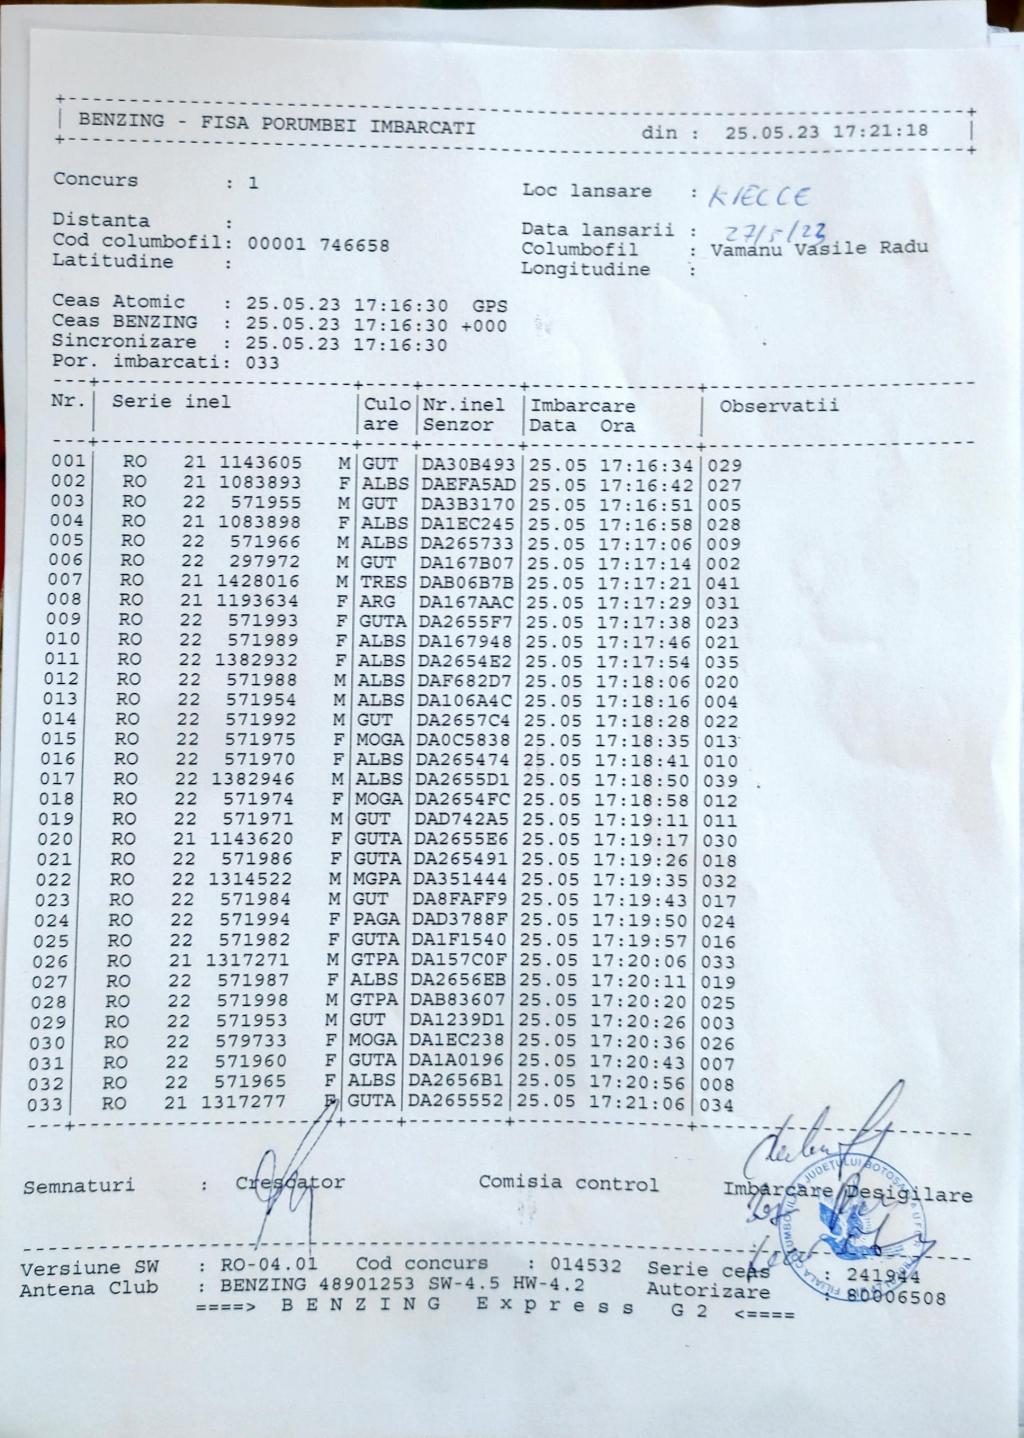 BENZING - FISA PORUMBEI IMBARCATI din : 25.05.23 17:21:18
Concurs : 1
Loc lansare : KIECCE
Distanta :
Data lansarii : 27/5/23
Cod columbofil: 00001 746658
Columbofil : Vamanu Vasile Radu
Latitudine :
Longitudine :
Ceas Atomic : 25.05.23 17:16:30 GPS
Ceas BENZING : 25.05.23 17:16:30 +000
Sincronizare : 25.05.23 17:16:30
Por. imbarcati: 033
Nr.| Serie inel |Culo|Nr.inel|Imbarcare | Observatii
|are |Senzor |Data Ora |
001| RO 21 1143605 M|GUT |DA30B493|25.05 17:16:34|029
002| RO 21 1083893 F|ALBS|DAEFA5AD|25.05 17:16:42|027
003| RO 22 571955 M|GUT |DA3B3170|25.05 17:16:51|005
004| RO 21 1083898 F|ALBS|DA1EC245|25.05 17:16:58|028
005| RO 22 571966 M|ALBS|DA265733|25.05 17:17:06|009
006| RO 22 297972 M|GUT |DA167B07|25.05 17:17:14|002
007| RO 21 1428016 M|TRES|DAB06B7B|25.05 17:17:21|041
008| RO 21 1193634 F|ARG |DA167AAC|25.05 17:17:29|031
009| RO 22 571993 F|GUTA|DA2655F7|25.05 17:17:38|023
010| RO 22 571989 F|ALBS|DA167948|25.05 17:17:46|021
011| RO 22 1382932 F|ALBS|DA2654E2|25.05 17:17:54|035
012| RO 22 571988 M|ALBS|DAF682D7|25.05 17:18:06|020
013| RO 22 571954 M|ALBS|DA106A4C|25.05 17:18:16|004
014| RO 22 571992 M|GUT |DA2657C4|25.05 17:18:28|022
015| RO 22 571975 F|MOGA|DA0C5838|25.05 17:18:35|013
016| RO 22 571970 F|ALBS|DA265474|25.05 17:18:41|010
017| RO 22 1382946 M|ALBS|DA2655D1|25.05 17:18:50|039
018| RO 22 571974 F|MOGA|DA2654FC|25.05 17:18:58|012
019| RO 22 571971 M|GUT |DAD742A5|25.05 17:19:11|011
020| RO 21 1143620 F|GUTA|DA2655E6|25.05 17:19:17|030
021| RO 22 571986 F|GUTA|DA265491|25.05 17:19:26|018
022| RO 22 1314522 M|MGPA|DA351444|25.05 17:19:35|032
023| RO 22 571984 M|GUT |DA8FAFF9|25.05 17:19:43|017
024| RO 22 571994 F|PAGA|DAD3788F|25.05 17:19:50|024
025| RO 22 571982 F|GUTA|DA1F1540|25.05 17:19:57|016
026| RO 21 1317271 M|GTPA|DA157C0F|25.05 17:20:06|033
027| RO 22 571987 F|ALBS|DA2656EB|25.05 17:20:11|019
028| RO 22 571998 M|GTPA|DAB83607|25.05 17:20:20|025
029| RO 22 571953 M|GUT |DA1239D1|25.05 17:20:26|003
030| RO 22 579733 F|MOGA|DA1EC238|25.05 17:20:36|026
031| RO 22 571960 F|GUTA|DA1A0196|25.05 17:20:43|007
032| RO 22 571965 F|ALBS|DA2656B1|25.05 17:20:56|008
033| RO 21 1317277 F|GUTA|DA265552|25.05 17:21:06|034
Semnaturi : Crescator Comisia control Imbarcare Desigilare
JUDEȚULUI BOTOȘANI
Versiune SW : RO-04.01 Cod concurs : 014532 Serie ceas : 241944
Antena Club : BENZING 48901253 SW-4.5 HW-4.2 Autorizare : 80006508
====> B E N Z I N G E x p r e s s G 2 <====